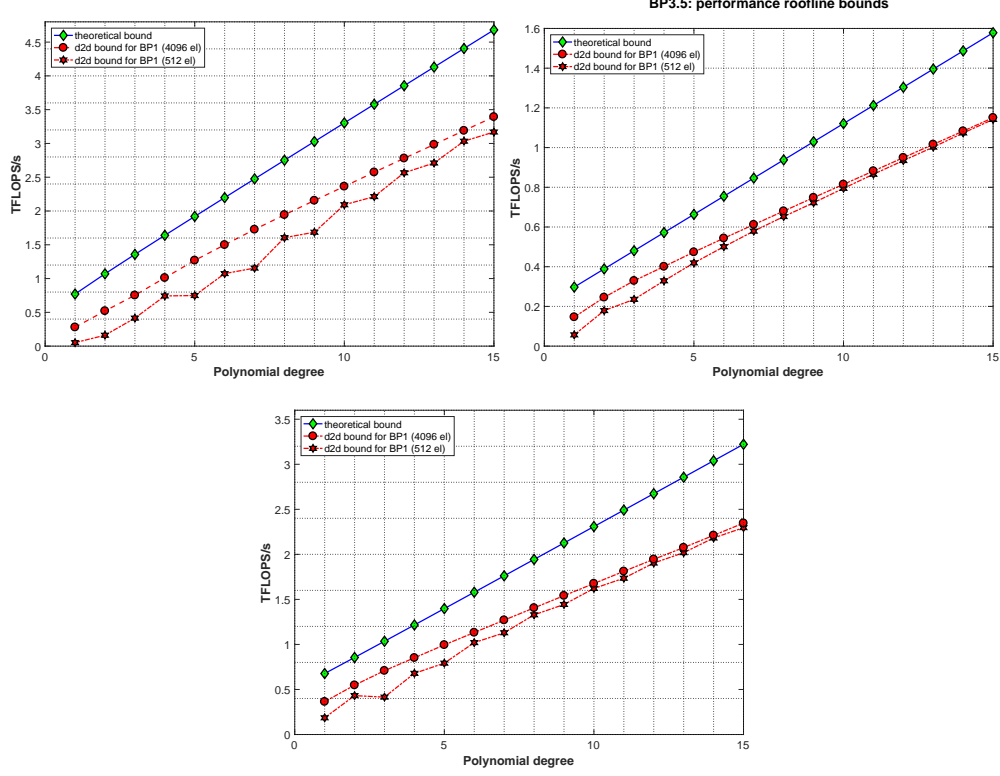 BP3.5: performance roofline bounds
theoretical bound
d2d bound for BP1 (4096 el)
d2d bound for BP1 (512 el)
TFLOPS/s
4.5
4
3.5
3
2.5
2
1.5
1
0.5
0
0 5 10 15
Polynomial degree
theoretical bound
d2d bound for BP1 (4096 el)
d2d bound for BP1 (512 el)
TFLOPS/s
1.6
1.4
1.2
1
0.8
0.6
0.4
0.2
0
0 5 10 15
Polynomial degree
theoretical bound
d2d bound for BP1 (4096 el)
d2d bound for BP1 (512 el)
TFLOPS/s
3.5
3
2.5
2
1.5
1
0.5
0
0 5 10 15
Polynomial degree